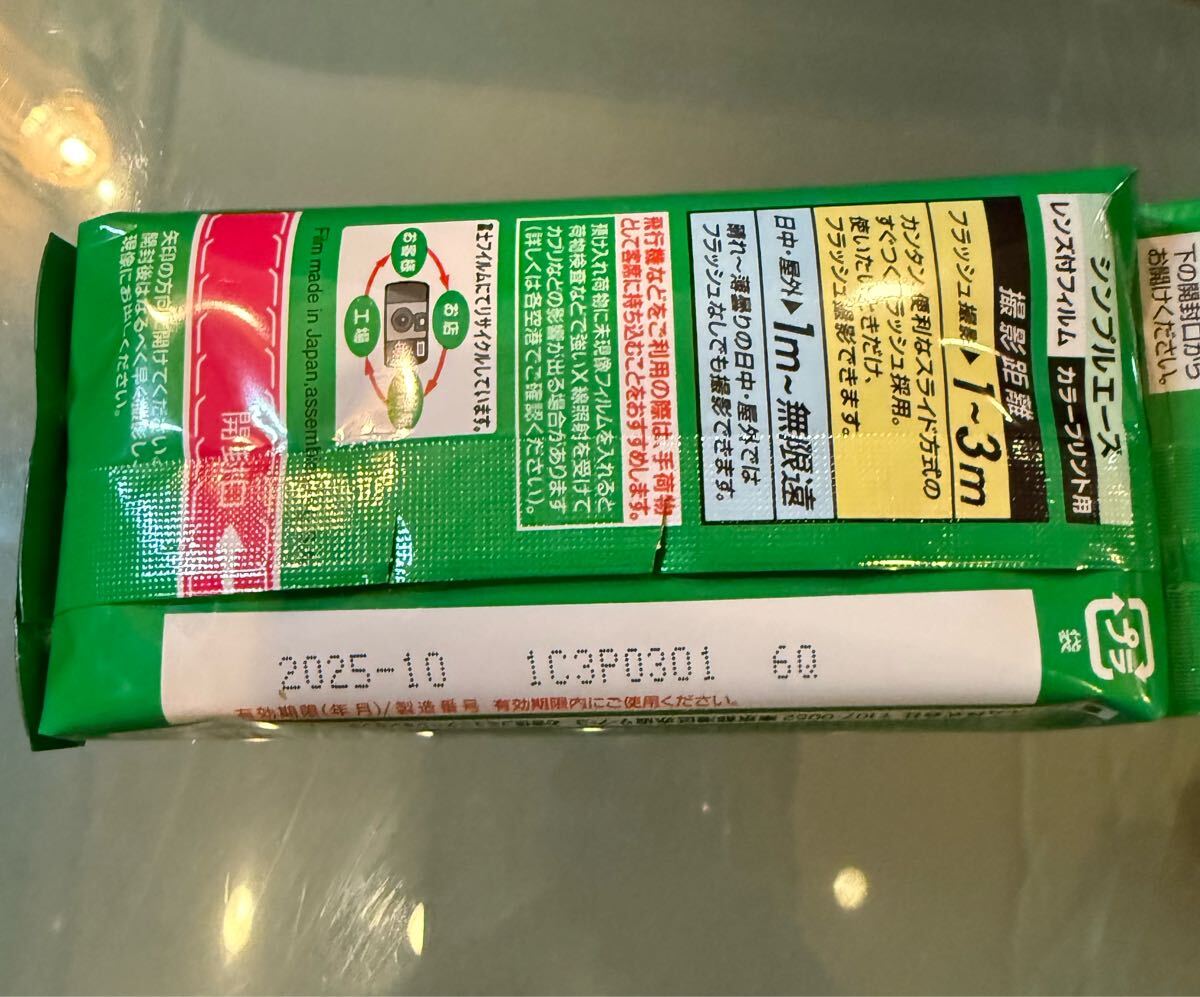 シンプルエース
レンズ付フィルム カラープリント用
撮影距離
フラッシュ撮影▶1~3m
カンタン、便利なスライド方式の
すぐつくフラッシュ採用。
使いたいときだけ、
フラッシュ撮影できます。
日中・屋外▶1m~無限遠
晴れ~薄曇りの日中・屋外では
フラッシュなしでも撮影できます。
飛行機などをご利用の際は、手荷物
として客席に持ち込むことをおすすめします。
預け入れ荷物に未現像フィルムを入れると
荷物検査などで強いX線照射を受けて
カブリなどの影響が出る場合があります
(詳しくは各空港でご確認ください)。
富士フイルムにてリサイクルしています。
お客様
お店
工場
Film made in Japan,assemb
開封口
矢印の方向に開けてください。
開封後はなるべく早く撮影し、
現像にお出しください。
下の開封口から
お開けください。
プラ
2025-10 1C3P0301 6Q
有効期限(年 月)/製造番号 有効期限内にご使用ください。